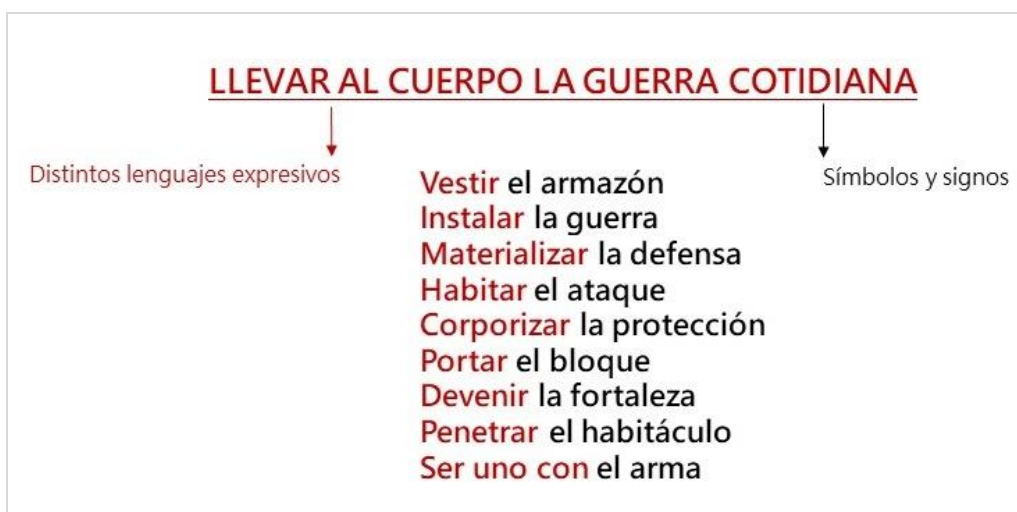 LLEVAR AL CUERPO LA GUERRA COTIDIANA
Distintos lenguajes expresivos
Símbolos y signos
Vestir el armazón
Instalar la guerra
Materializar la defensa
Habitar el ataque
Corporizar la protección
Portar el bloque
Devenir la fortaleza
Penetrar el habitáculo
Ser uno con el arma